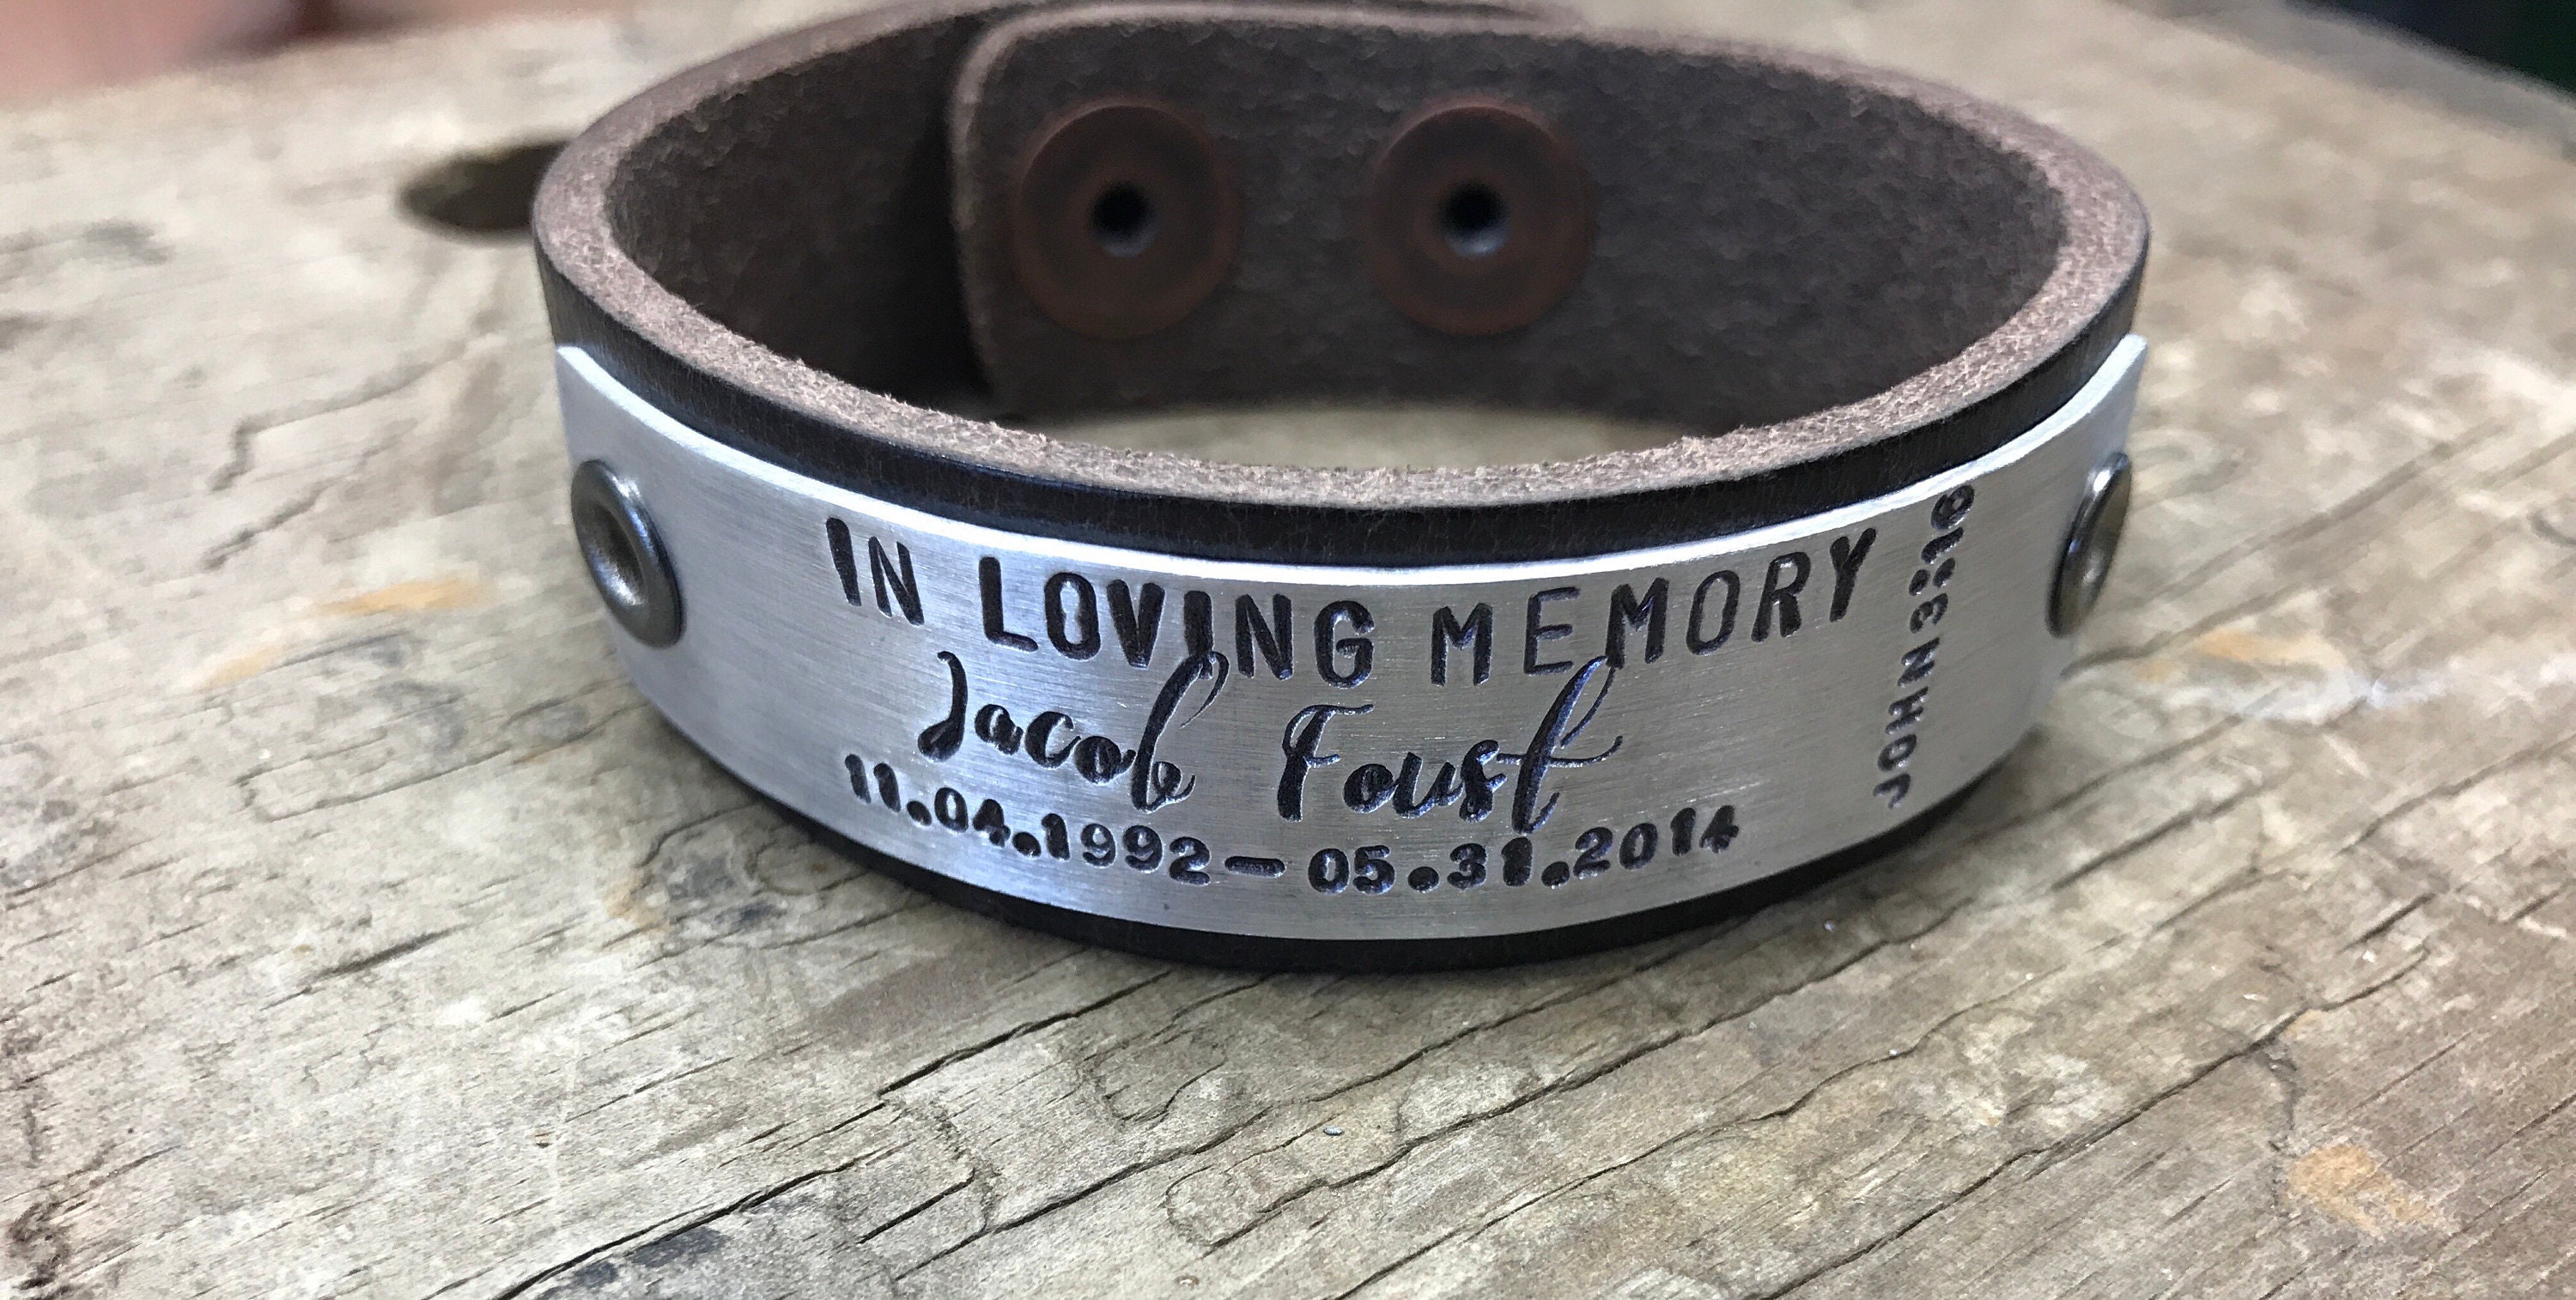 IN LOVING MEMORY
Jacob Foust
11.04.1992-05.31.2014
JOHN 3:16